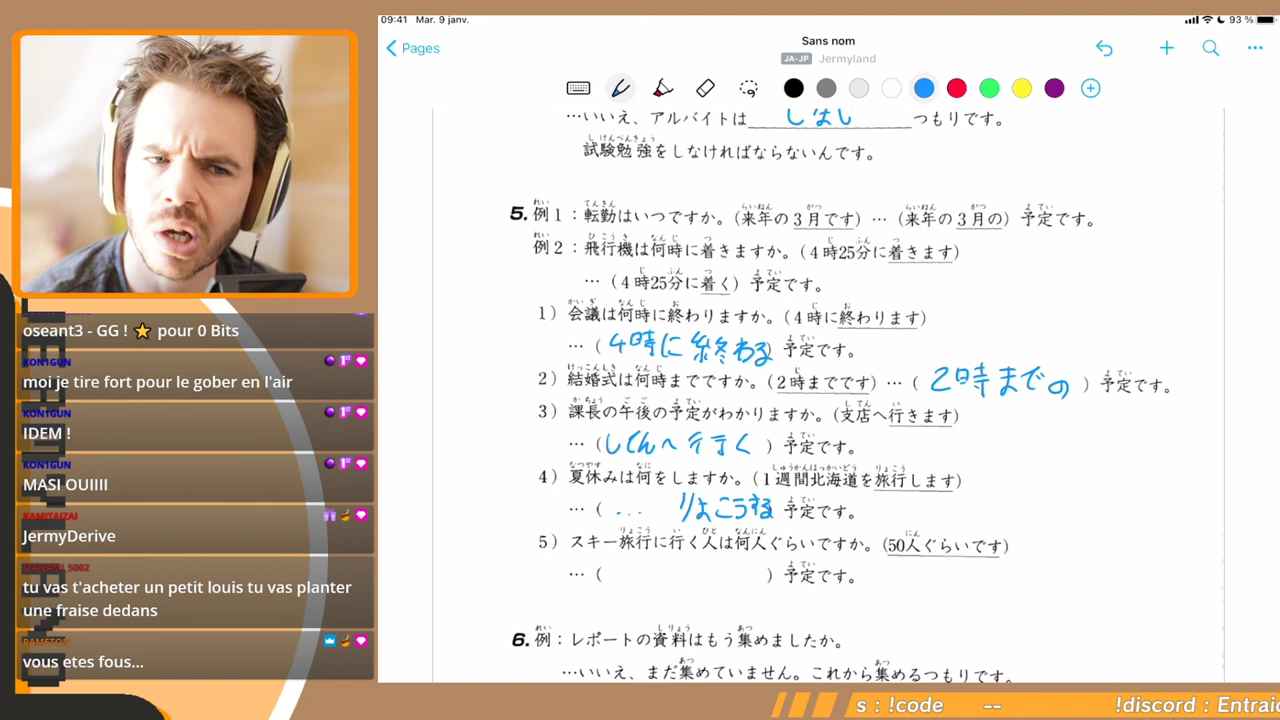 09:41 Mar. 9 janv.
93 %
Pages
Sans nom
JA-JP Jermyland
…いいえ、アルバイトは しない つもりです。
試験勉強をしなければならないんです。
5. 例1：転勤はいつですか。(来年の3月です) … (来年の3月の) 予定です。
例2：飛行機は何時に着きますか。(4時25分に着きます)
… (4時25分に着く) 予定です。
1) 会議は何時に終わりますか。(4時に終わります)
… ( 4時に終わる ) 予定です。
2) 結婚式は何時までですか。(2時までです) … ( 2時までの ) 予定です。
3) 課長の午後の予定がわかりますか。(支店へ行きます)
… ( してんへ行く ) 予定です。
4) 夏休みは何をしますか。(1週間北海道を旅行します)
… ( ... りょこうする 予定です。
5) スキー旅行に行く人は何人ぐらいですか。(50人ぐらいです)
… ( ) 予定です。
6. 例：レポートの資料はもう集めましたか。
…いいえ、まだ集めていません。これから集めるつもりです。
oseant3 - GG ! ⭐ pour 0 Bits
KON1GUN
moi je tire fort pour le gober en l'air
KON1GUN
IDEM !
KON1GUN
MASI OUIIII
KAMITAIZAI
JermyDerive
tu vas t'acheter un petit louis tu vas planter
une fraise dedans
PAMETON
vous etes fous...
s : !code -- !discord : Entraid